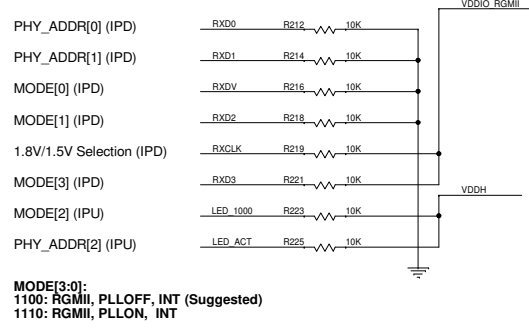 VDDIO_RGMII
PHY_ADDR[0] (IPD) RXD0 R212 10K
PHY_ADDR[1] (IPD) RXD1 R214 10K
MODE[0] (IPD) RXDV R216 10K
MODE[1] (IPD) RXD2 R218 10K
1.8V/1.5V Selection (IPD) RXCLK R219 10K
MODE[3] (IPD) RXD3 R221 10K
VDDH
MODE[2] (IPU) LED_1000 R223 10K
PHY_ADDR[2] (IPU) LED_ACT R225 10K
MODE[3:0]:
1100: RGMII, PLLOFF, INT (Suggested)
1110: RGMII, PLLON, INT